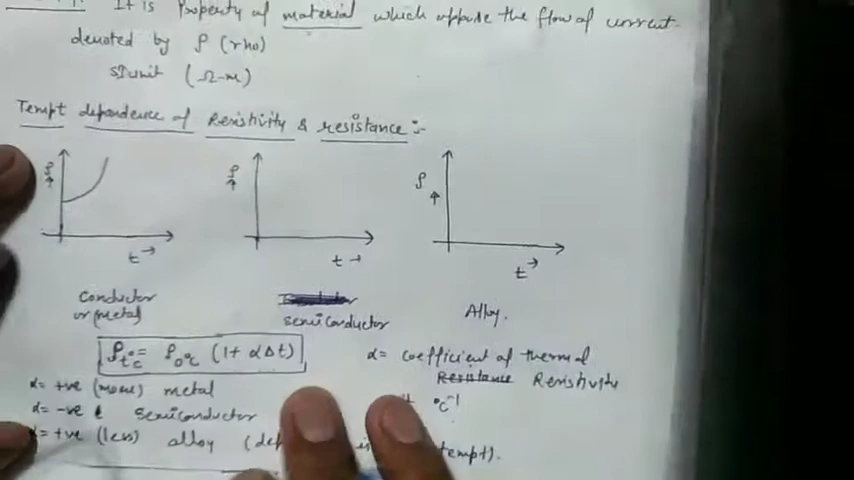 It is Property of material which oppose the flow of current.
denoted by ρ (rho)
SI unit (Ω-m)
Tempt dependence of Resistivity & resistance :-
ρ ρ ρ
t → t → t →
Conductor or metal
semiconductor
Alloy.
ρt°c = ρ0°c (1 + αΔt)
α = coefficient of thermal
Resistance Resistivity
α = +ve (more) metal
°c⁻¹
α = -ve semiconductor
α = +ve (less) alloy tempt).